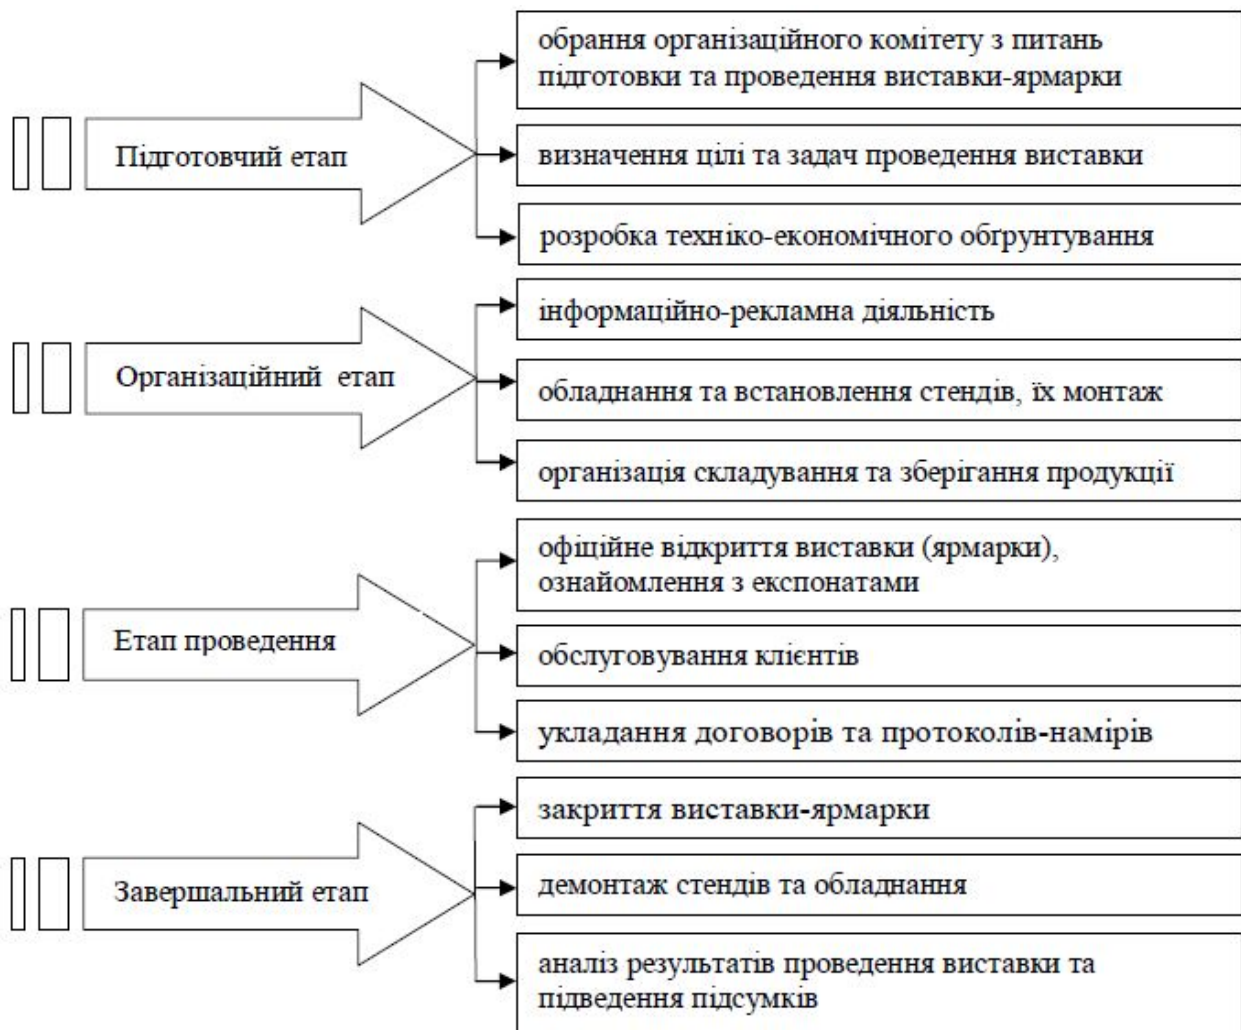 Підготовчий етап
обрання організаційного комітету з питань
підготовки та проведення виставки-ярмарки
визначення цілі та задач проведення виставки
розробка техніко-економічного обґрунтування
Організаційний етап
інформаційно-рекламна діяльність
обладнання та встановлення стендів, їх монтаж
організація складування та зберігання продукції
Етап проведення
офіційне відкриття виставки (ярмарки),
ознайомлення з експонатами
обслуговування клієнтів
укладання договорів та протоколів-намірів
Завершальний етап
закриття виставки-ярмарки
демонтаж стендів та обладнання
аналіз результатів проведення виставки та
підведення підсумків